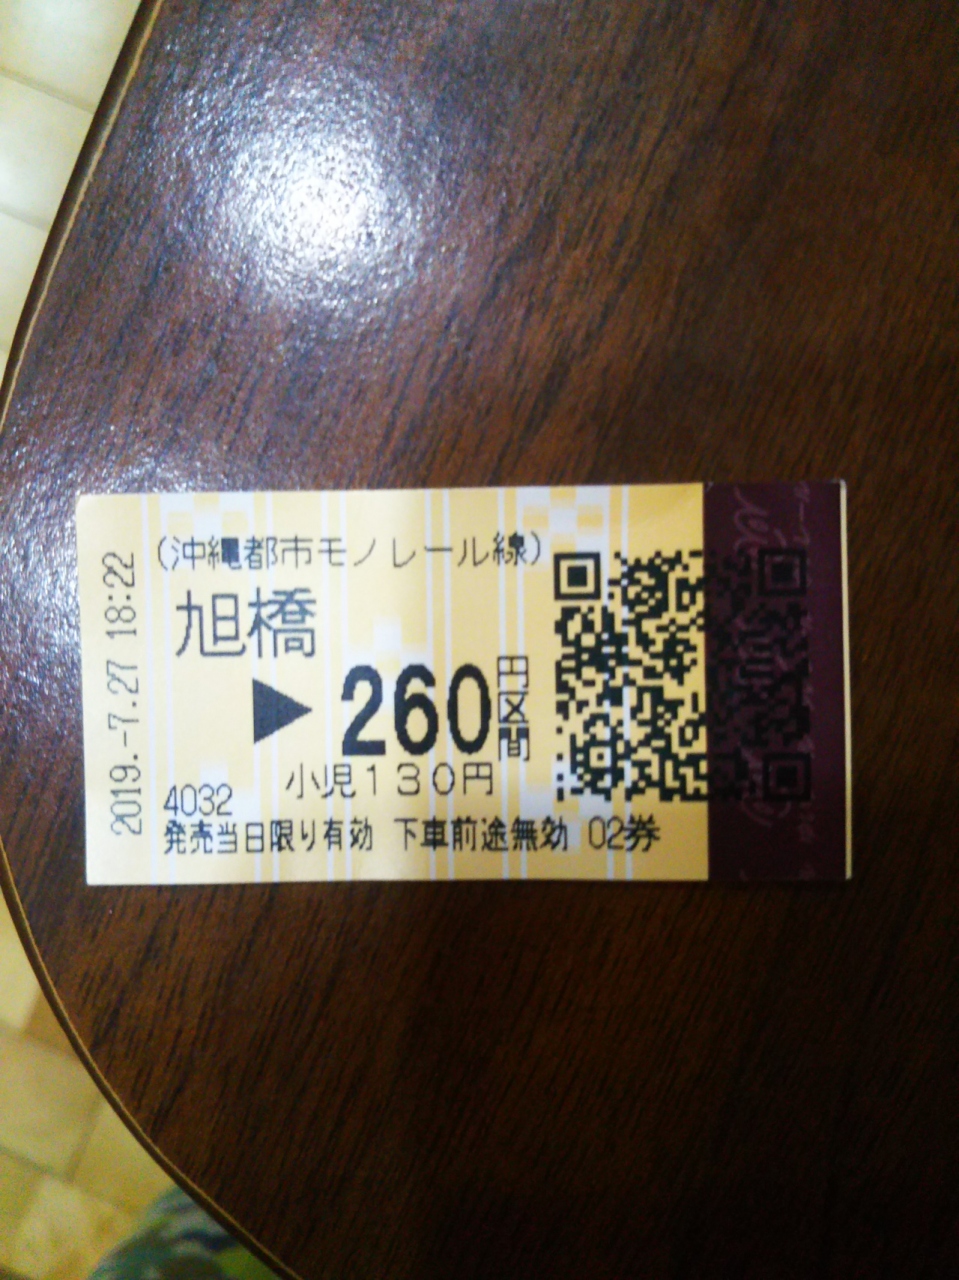 (沖縄都市モノレール線)
旭橋
▶260円区間
小児130円
4032
発売当日限り有効 下車前途無効 02券
2019.-7.27 18:22